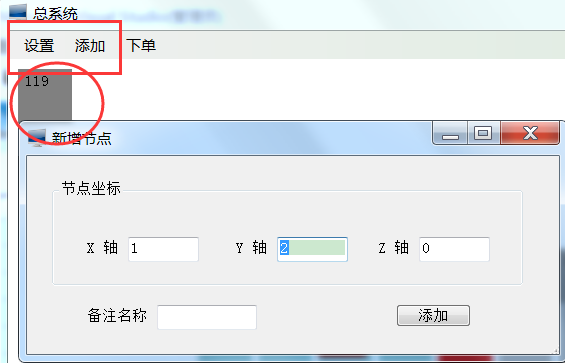 总系统
设置 添加 下单
119
新增节点
节点坐标
X 轴 1 Y 轴 2 Z 轴 0
备注名称 添加